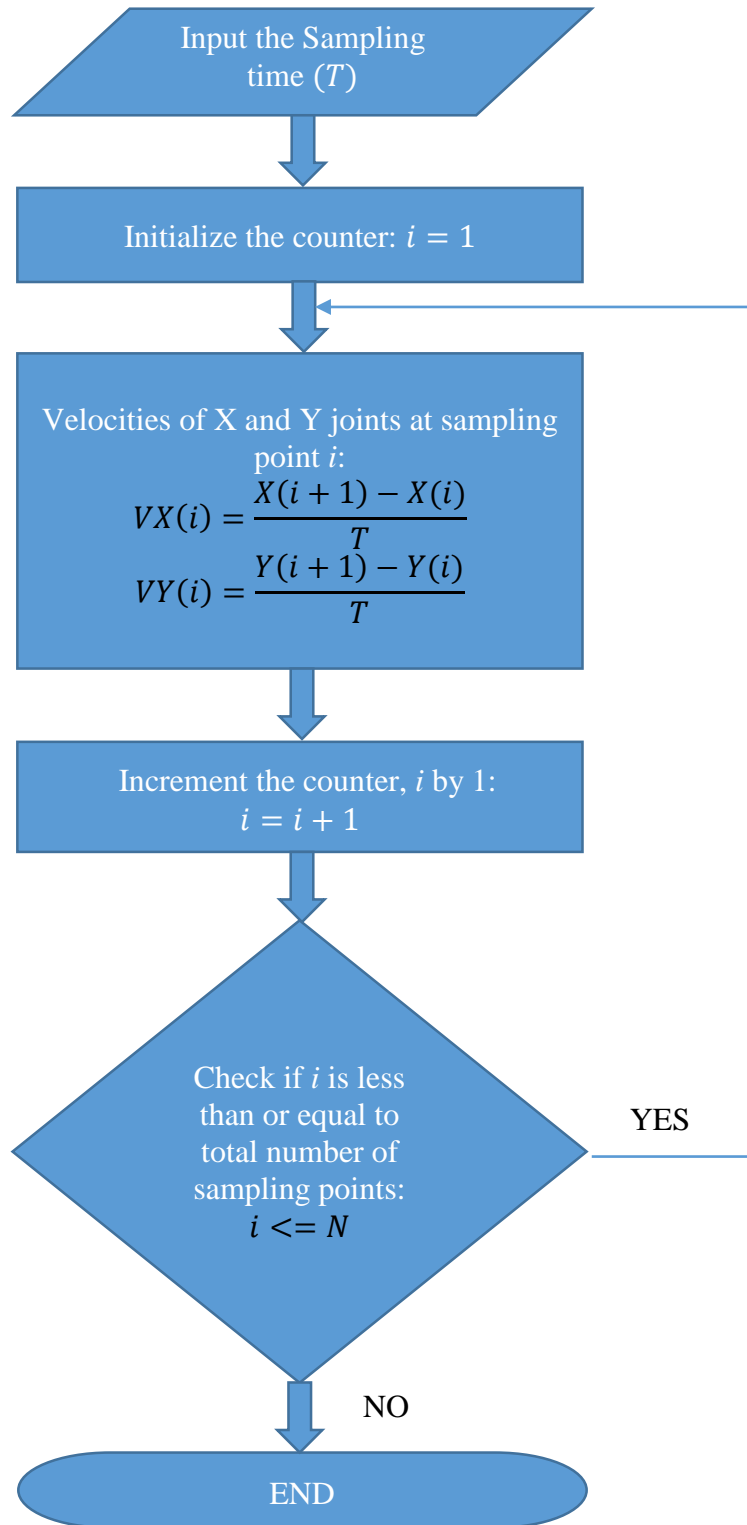 Input the Sampling
time (T)
Initialize the counter: i = 1
Velocities of X and Y joints at sampling
point i:
VX(i) = \frac{X(i + 1) − X(i)}{T}
VY(i) = \frac{Y(i + 1) − Y(i)}{T}
Increment the counter, i by 1:
i = i + 1
Check if i is less
than or equal to
total number of
sampling points:
i <= N
YES
NO
END